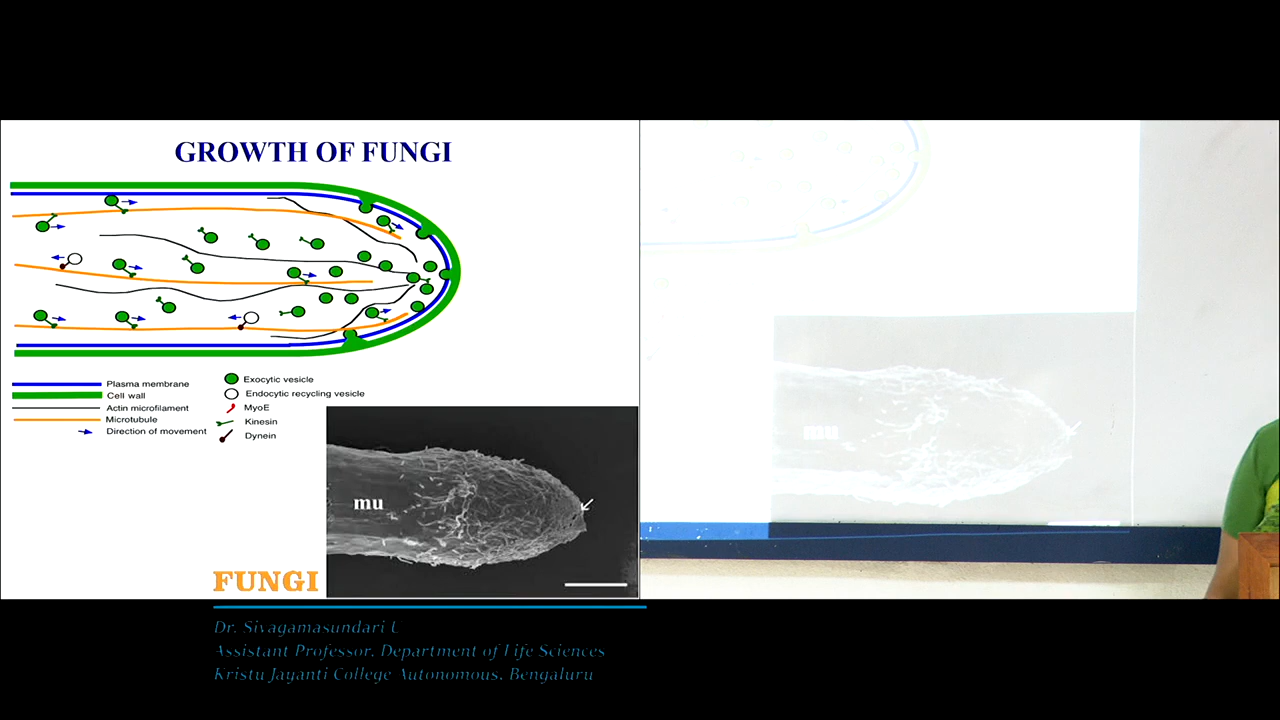 GROWTH OF FUNGI
Plasma membrane
Cell wall
Actin microfilament
Microtubule
Direction of movement
Exocytic vesicle
Endocytic recycling vesicle
MyoE
Kinesin
Dynein
mu
FUNGI
Dr. Sivagamasundari U
Assistant Professor, Department of Life Sciences
Kristu Jayanti College Autonomous, Bengaluru
mu